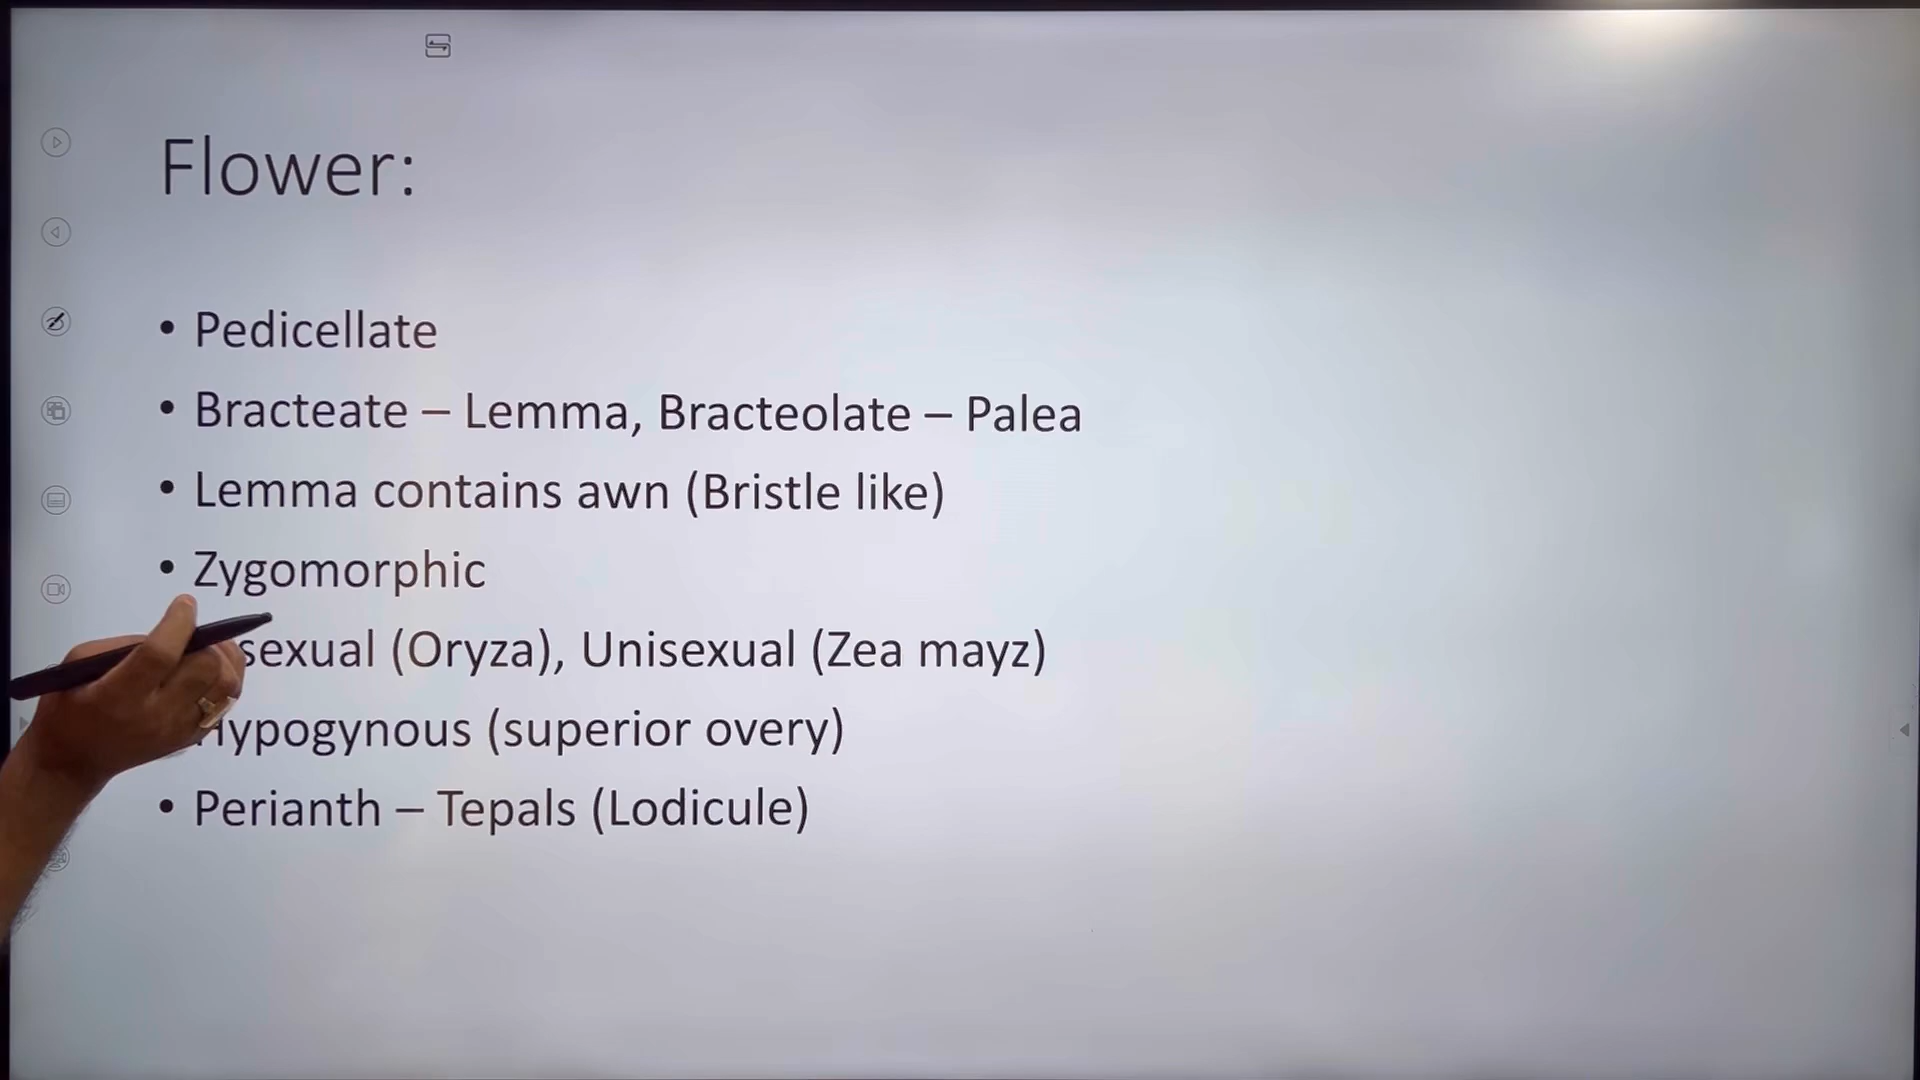 Flower:
• Pedicellate
• Bracteate – Lemma, Bracteolate – Palea
• Lemma contains awn (Bristle like)
• Zygomorphic
sexual (Oryza), Unisexual (Zea mayz)
Hypogynous (superior overy)
• Perianth – Tepals (Lodicule)